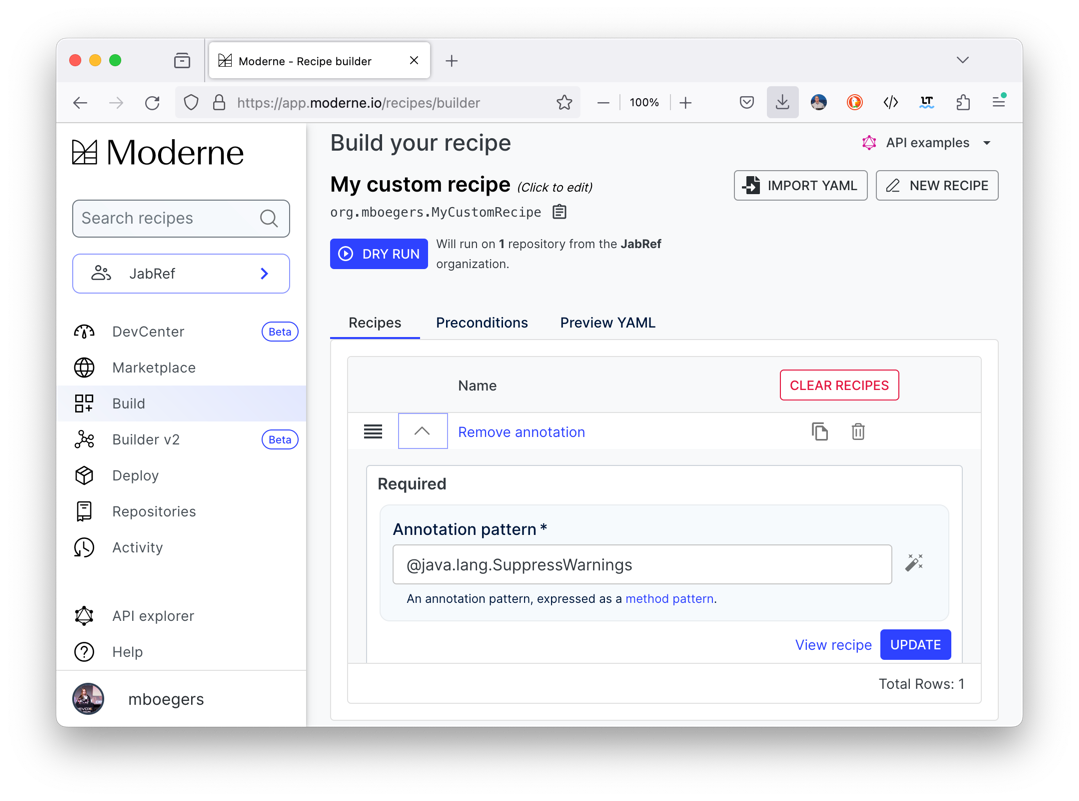 Moderne - Recipe builder
https://app.moderne.io/recipes/builder
100%
LT
Moderne
Search recipes
JabRef
DevCenter Beta
Marketplace
Build
Builder v2 Beta
Deploy
Repositories
Activity
API explorer
Help
mboegers
Build your recipe
API examples
My custom recipe (Click to edit)
IMPORT YAML
NEW RECIPE
org.mboegers.MyCustomRecipe
DRY RUN
Will run on 1 repository from the JabRef
organization.
Recipes Preconditions Preview YAML
Name CLEAR RECIPES
Remove annotation
Required
Annotation pattern *
@java.lang.SuppressWarnings
An annotation pattern, expressed as a method pattern.
View recipe UPDATE
Total Rows: 1